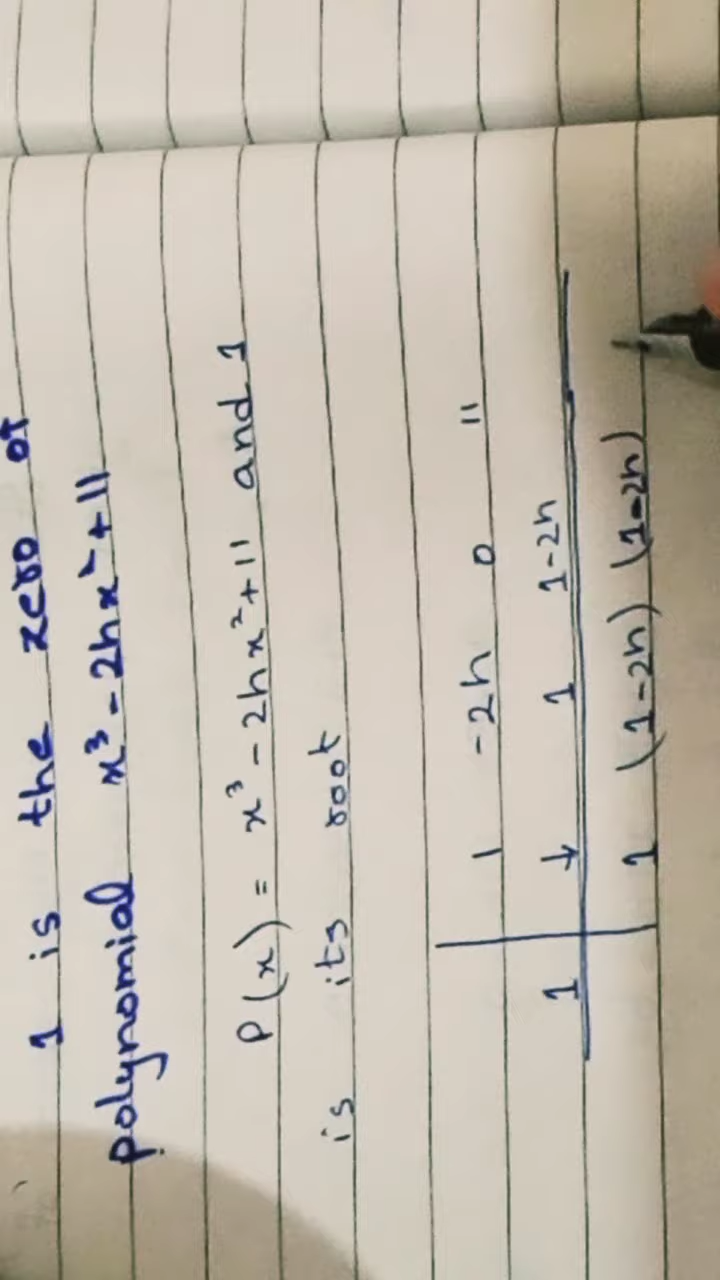 1 is the zero of
polynomial x³ - 2hx² + 11
P(x) = x³ - 2hx² + 11 and 1
is its root
1 -2h 0 11
1 ↓ 1 1-2h
1 (1-2h) (1-2h)